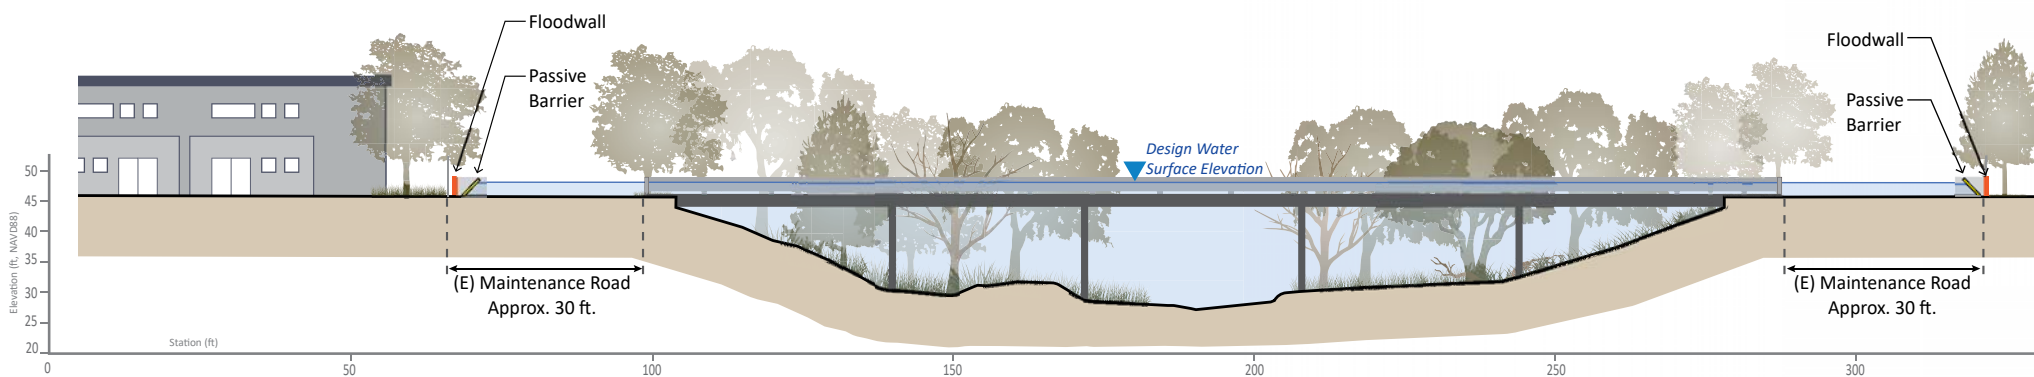 Floodwall
Passive
Barrier
Design Water
Surface Elevation
Floodwall
Passive
Barrier
Elevation (ft, NAVD88)
50
45
40
35
30
25
20
(E) Maintenance Road
Approx. 30 ft.
(E) Maintenance Road
Approx. 30 ft.
Station (ft)
0
50
100
150
200
250
300